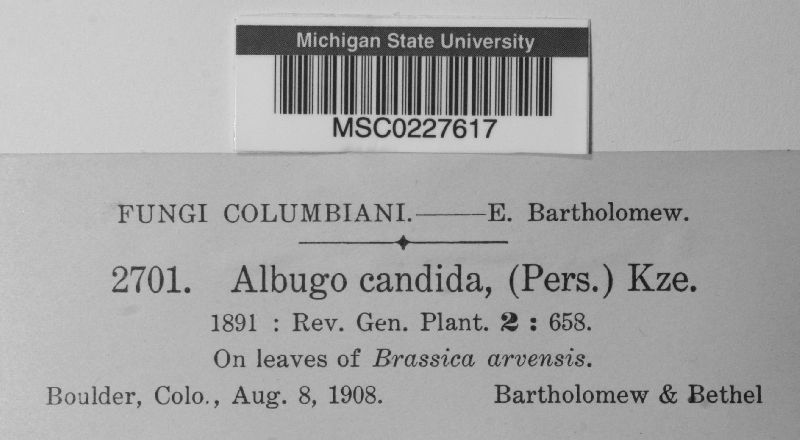 Michigan State University
MSC0227617
FUNGI COLUMBIANI.——E. Bartholomew.
2701. Albugo candida, (Pers.) Kze.
1891 : Rev. Gen. Plant. 2 : 658.
On leaves of Brassica arvensis.
Boulder, Colo., Aug. 8, 1908. Bartholomew & Bethel